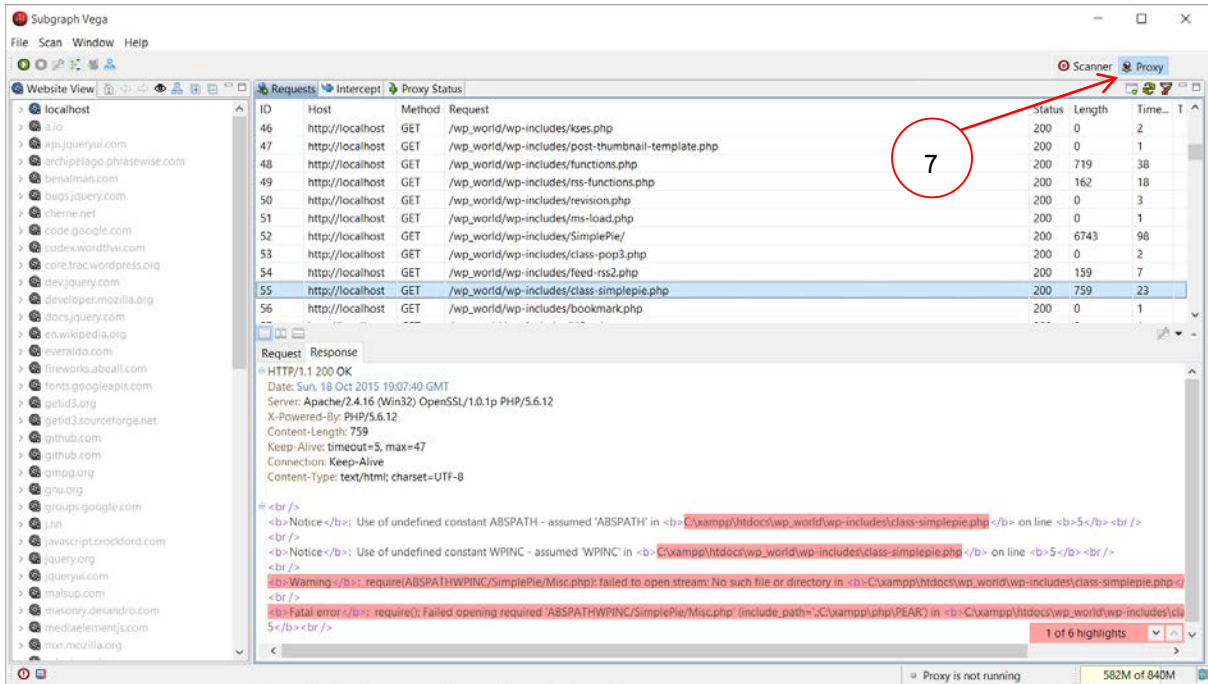 Subgraph Vega
File Scan Window Help
Scanner Proxy
Website View
Requests Intercept Proxy Status
localhost
a.io
api.jqueryui.com
archipelago.phrasewise.com
benalman.com
bugs.jquery.com
cherne.net
code.google.com
codex.wordthai.com
core.trac.wordpress.org
dev.jquery.com
developer.mozilla.org
docs.jquery.com
en.wikipedia.org
everaldo.com
fireworks.abeall.com
fonts.googleapis.com
getid3.org
getid3.sourceforge.net
github.com
github.com
gmpg.org
gnu.org
groups.google.com
j.hn
javascript.crockford.com
jquery.org
jqueryui.com
malsup.com
masonry.desandro.com
mediaelementjs.com
mxr.mozilla.org
ID Host Method Request Status Length Time... T
46 http://localhost GET /wp_world/wp-includes/kses.php 200 0 2
47 http://localhost GET /wp_world/wp-includes/post-thumbnail-template.php 200 0 1
48 http://localhost GET /wp_world/wp-includes/functions.php 200 719 38
49 http://localhost GET /wp_world/wp-includes/rss-functions.php 200 162 18
50 http://localhost GET /wp_world/wp-includes/revision.php 200 0 3
51 http://localhost GET /wp_world/wp-includes/ms-load.php 200 0 1
52 http://localhost GET /wp_world/wp-includes/SimplePie/ 200 6743 98
53 http://localhost GET /wp_world/wp-includes/class-pop3.php 200 0 2
54 http://localhost GET /wp_world/wp-includes/feed-rss2.php 200 159 7
55 http://localhost GET /wp_world/wp-includes/class-simplepie.php 200 759 23
56 http://localhost GET /wp_world/wp-includes/bookmark.php 200 0 1
7
Request Response
HTTP/1.1 200 OK
Date: Sun, 18 Oct 2015 19:07:40 GMT
Server: Apache/2.4.16 (Win32) OpenSSL/1.0.1p PHP/5.6.12
X-Powered-By: PHP/5.6.12
Content-Length: 759
Keep-Alive: timeout=5, max=47
Connection: Keep-Alive
Content-Type: text/html; charset=UTF-8
<br />
<b>Notice</b>: Use of undefined constant ABSPATH - assumed 'ABSPATH' in <b>C:\xampp\htdocs\wp_world\wp-includes\class-simplepie.php</b> on line <b>5</b><br />
<br />
<b>Notice</b>: Use of undefined constant WPINC - assumed 'WPINC' in <b>C:\xampp\htdocs\wp_world\wp-includes\class-simplepie.php</b> on line <b>5</b><br />
<br />
<b>Warning</b>: require(ABSPATHWPINC/SimplePie/Misc.php): failed to open stream: No such file or directory in <b>C:\xampp\htdocs\wp_world\wp-includes\class-simplepie.php</
<br />
<b>Fatal error</b>: require(): Failed opening required 'ABSPATHWPINC/SimplePie/Misc.php' (include_path='.;C:\xampp\php\PEAR') in <b>C:\xampp\htdocs\wp_world\wp-includes\cla
5</b><br />
1 of 6 highlights
Proxy is not running
582M of 840M